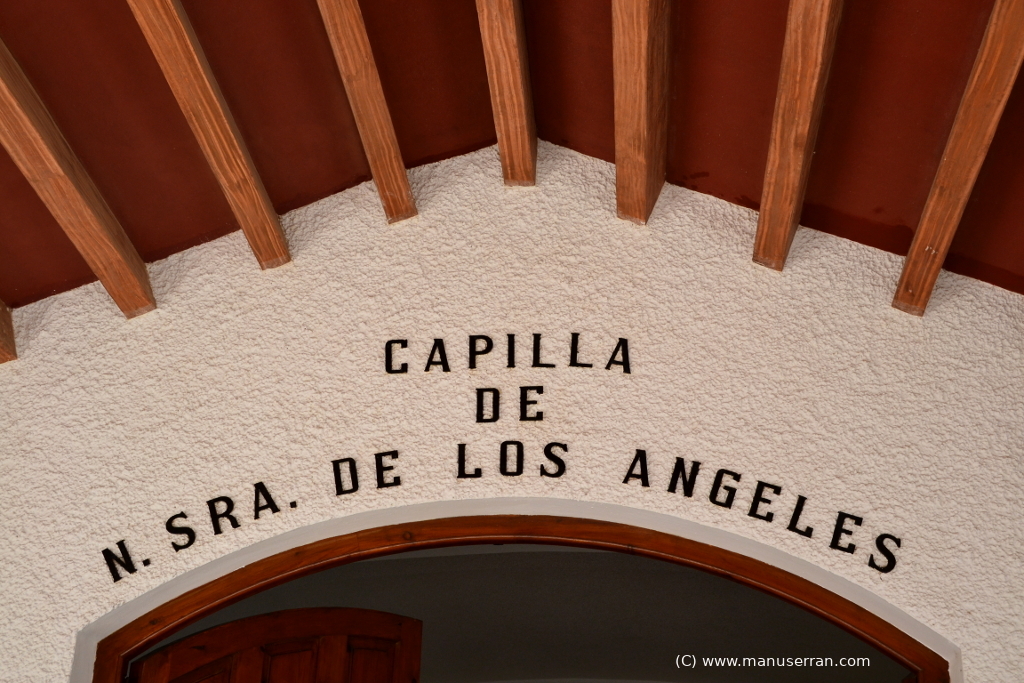 CAPILLA
DE
N. SRA. DE LOS ANGELES
(C) www.manuserran.com